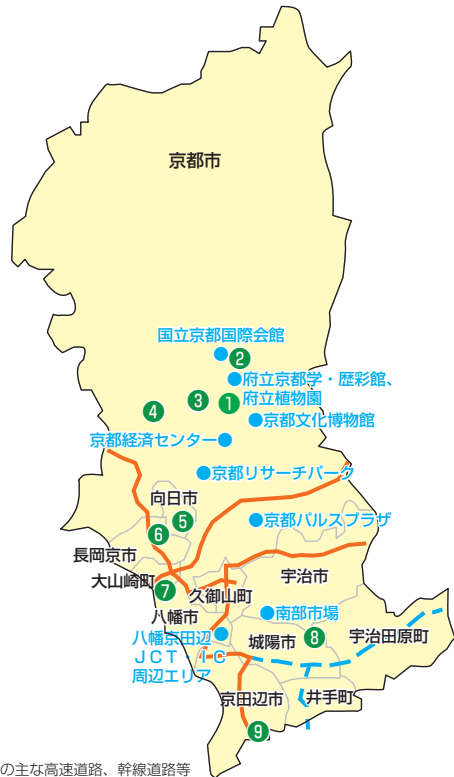 京都市
国立京都国際会館
2
府立京都学・歴彩館、
府立植物園
3
1
4
京都文化博物館
京都経済センター
京都リサーチパーク
向日市
5
京都パルスプラザ
6
長岡京市
大山崎町
7
宇治市
久御山町
八幡市
南部市場
八幡京田辺
JCT・IC
周辺エリア
城陽市
8
宇治田原町
京田辺市
井手町
9
の主な高速道路、幹線道路等